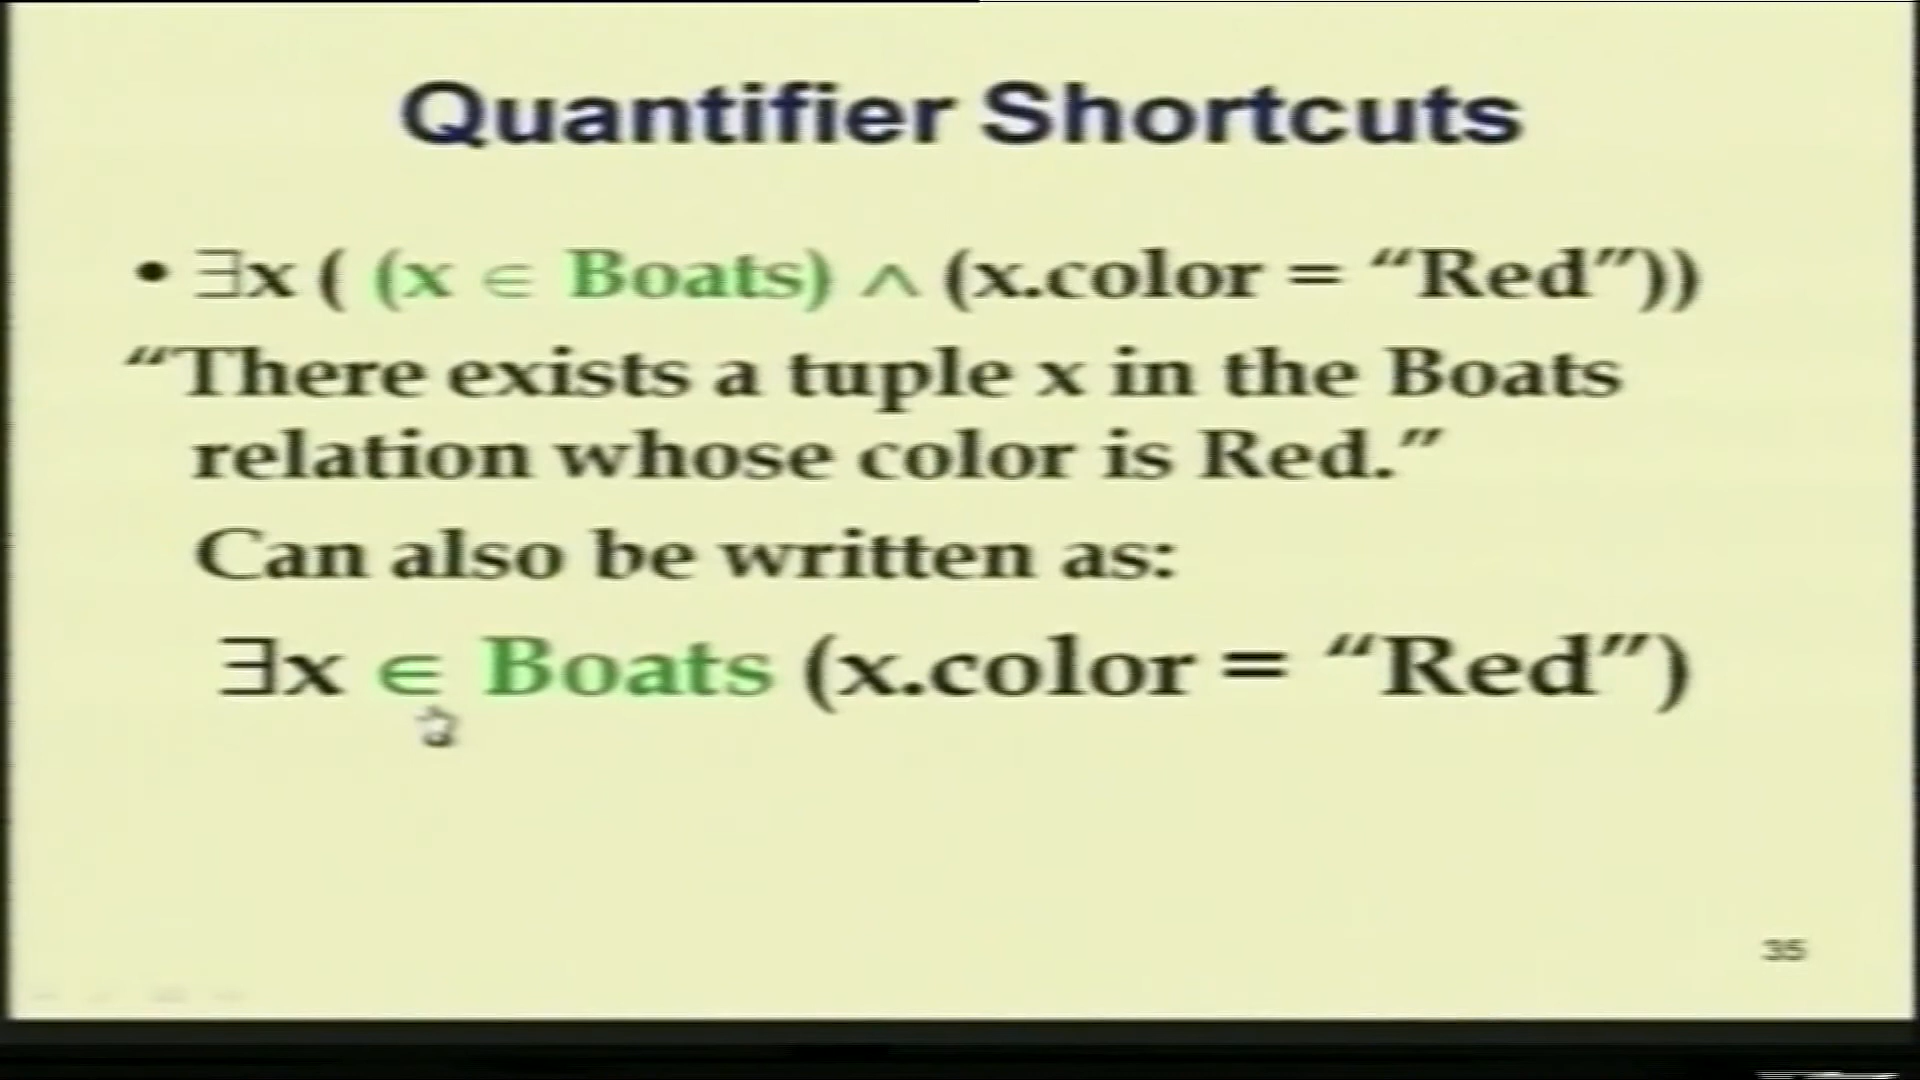 Quantifier Shortcuts
• ∃x ( (x ∈ Boats) ∧ (x.color = “Red”))
“There exists a tuple x in the Boats
relation whose color is Red.”
Can also be written as:
∃x ∈ Boats (x.color = “Red”)
35